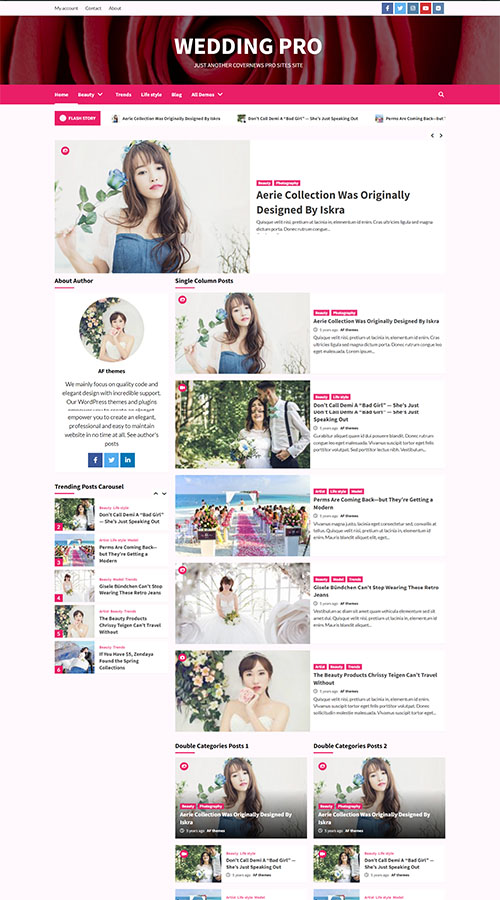 My account Contact About
WEDDING PRO
JUST ANOTHER COVERNEWS PRO SITES SITE
Home Beauty Trends Life style Blog All Demos
FLASH STORY Aerie Collection Was Originally Designed By Iskra Don't Call Demi A "Bad Girl" — She's Just Speaking Out Perms Are Coming Back—but
Beauty Photography
Aerie Collection Was Originally
Designed By Iskra
Quisque velit nisi, pretium ut lacinia in, elementum id enim. Cras ultricies ligula sed magna
dictum porta. Donec rutrum congue...
About Author
AF themes
We mainly focus on quality code and
elegant design with incredible support.
Our WordPress themes and plugins
empower you to create an elegant,
professional and easy to maintain
website in no time at all. See author's
posts
Trending Posts Carousel
2
Beauty Life style
Don't Call Demi A "Bad Girl"
— She's Just Speaking Out
3
Artist Life style Model
Perms Are Coming Back—
but They're Getting a
Modern
4
Beauty Model Trends
Gisele Bündchen Can't Stop
Wearing These Retro Jeans
5
Artist Beauty Trends
The Beauty Products
Chrissy Teigen Can't Travel
Without
6
Beauty Trends
If You Have $5, Zendaya
Found the Spring
Collections
Single Column Posts
Beauty Photography
Aerie Collection Was Originally Designed By Iskra
5 years ago AF themes
Quisque velit nisi, pretium ut lacinia in, elementum id enim. Cras
ultricies ligula sed magna dictum porta. Donec rutrum congue leo
eget malesuada. Lorem ipsum...
Beauty Life style
Don't Call Demi A "Bad Girl" — She's Just
Speaking Out
5 years ago AF themes
Curabitur aliquet quam id dui posuere blandit. Donec rutrum
congue leo eget malesuada. Vivamus suscipit tortor eget felis
porttitor volutpat. Sed porttitor lectus nibh. Vestibulum...
Artist Life style Model
Perms Are Coming Back—but They're Getting a
Modern
5 years ago AF themes
Vivamus magna justo, lacinia eget consectetur sed, convallis at
tellus. Quisque velit nisi, pretium ut lacinia in, elementum id
enim. Mauris blandit aliquet elit, eget...
Beauty Model Trends
Gisele Bündchen Can't Stop Wearing These Retro
Jeans
5 years ago AF themes
Vestibulum ac diam sit amet quam vehicula elementum sed sit
amet dui. Quisque velit nisi, pretium ut lacinia in, elementum id
enim. Mauris blandit aliquet...
Artist Beauty Trends
The Beauty Products Chrissy Teigen Can't Travel
Without
5 years ago AF themes
Quisque velit nisi, pretium ut lacinia in, elementum id enim.
Vivamus suscipit tortor eget felis porttitor volutpat. Donec
sollicitudin molestie malesuada. Vivamus suscipit tortor eget...
Double Categories Posts 1
Beauty Photography
Aerie Collection Was Originally Designed By
Iskra
5 years ago AF themes
Beauty Life style
Don't Call Demi A "Bad Girl" —
She's Just Speaking Out
5 years ago AF themes
Artist Life style Model
Double Categories Posts 2
Beauty Photography
Aerie Collection Was Originally Designed By
Iskra
5 years ago AF themes
Beauty Life style
Don't Call Demi A "Bad Girl" —
She's Just Speaking Out
5 years ago AF themes
Artist Life style Model